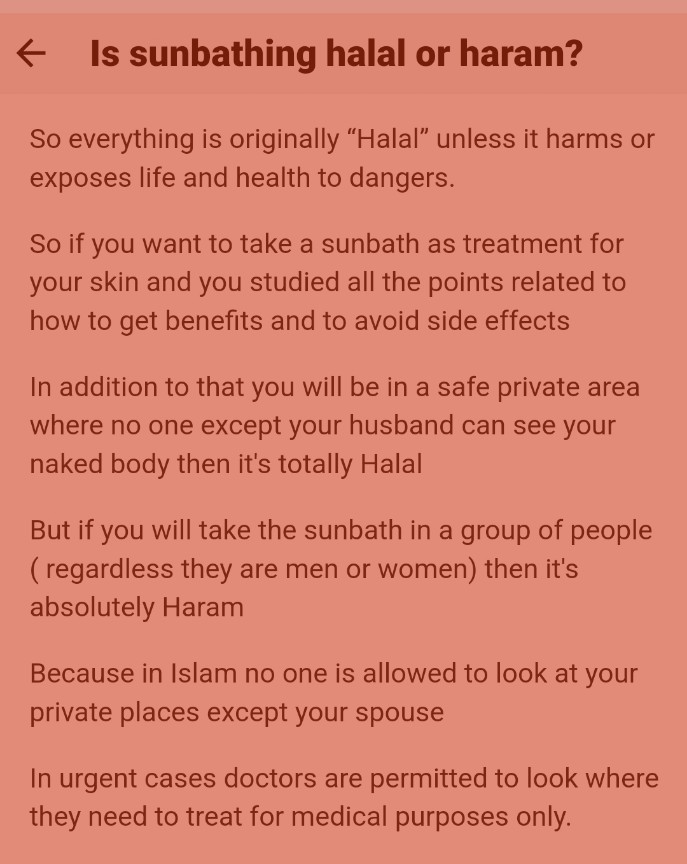 Is sunbathing halal or haram?
So everything is originally “Halal” unless it harms or
exposes life and health to dangers.
So if you want to take a sunbath as treatment for
your skin and you studied all the points related to
how to get benefits and to avoid side effects
In addition to that you will be in a safe private area
where no one except your husband can see your
naked body then it's totally Halal
But if you will take the sunbath in a group of people
( regardless they are men or women) then it's
absolutely Haram
Because in Islam no one is allowed to look at your
private places except your spouse
In urgent cases doctors are permitted to look where
they need to treat for medical purposes only.